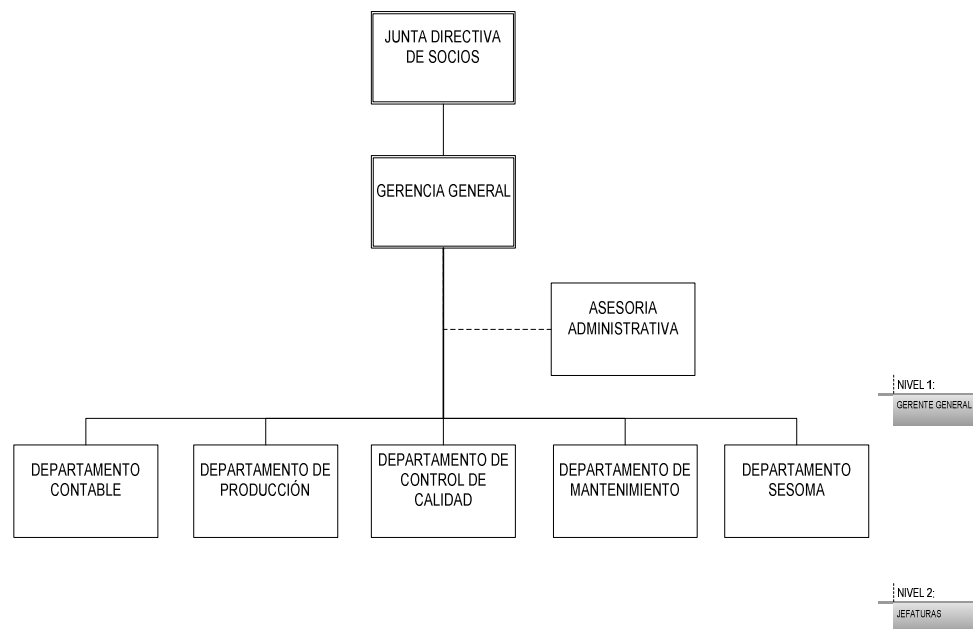 JUNTA DIRECTIVA
DE SOCIOS
GERENCIA GENERAL
ASESORIA
ADMINISTRATIVA
NIVEL 1:
GERENTE GENERAL
DEPARTAMENTO
CONTABLE
DEPARTAMENTO DE
PRODUCCIÓN
DEPARTAMENTO DE
CONTROL DE
CALIDAD
DEPARTAMENTO DE
MANTENIMIENTO
DEPARTAMENTO
SESOMA
NIVEL 2:
JEFATURAS